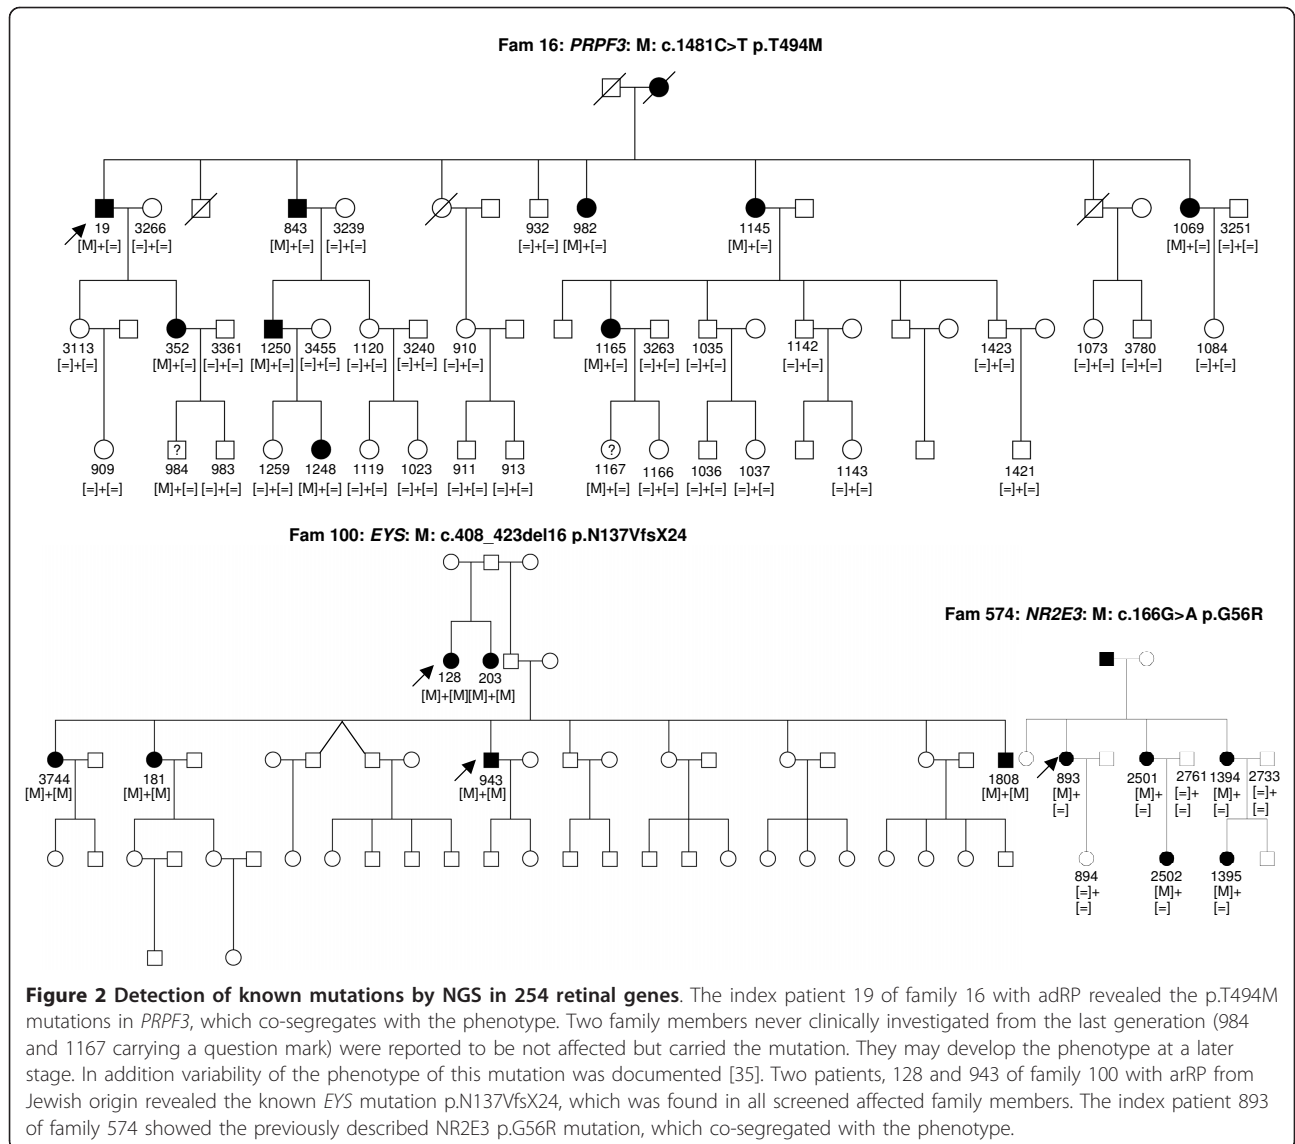 Fam 16: PRPF3: M: c.1481C>T p.T494M
19 3266 843 3239 932 982 1145 1069 3251
[M]+[=] [=]+[=] [M]+[=] [=]+[=] [=]+[=] [M]+[=] [M]+[=] [M]+[=] [=]+[=]
3113 352 3361 1250 3455 1120 3240 910 1165 3263 1035 1142 1423 1073 3780 1084
[=]+[=] [M]+[=] [=]+[=] [M]+[=] [=]+[=] [=]+[=] [=]+[=] [=]+[=] [M]+[=] [=]+[=] [=]+[=] [=]+[=] [=]+[=] [=]+[=] [=]+[=] [=]+[=]
? ?
909 984 983 1259 1248 1119 1023 911 913 1167 1166 1036 1037 1143 1421
[=]+[=] [M]+[=] [=]+[=] [=]+[=] [M]+[=] [=]+[=] [=]+[=] [=]+[=] [=]+[=] [M]+[=] [=]+[=] [=]+[=] [=]+[=] [=]+[=] [=]+[=]
Fam 100: EYS: M: c.408_423del16 p.N137VfsX24
128 203
[M]+[M] [M]+[M]
3744 181 943 1808
[M]+[M] [M]+[M] [M]+[M] [M]+[M]
Fam 574: NR2E3: M: c.166G>A p.G56R
893 2501 2761 1394 2733
[M]+ [M]+ [=]+ [M]+ [=]+
[=] [=] [=] [=] [=]
894 2502 1395
[=]+ [M]+ [M]+
[=] [=] [=]
Figure 2 Detection of known mutations by NGS in 254 retinal genes. The index patient 19 of family 16 with adRP revealed the p.T494M
mutations in PRPF3, which co-segregates with the phenotype. Two family members never clinically investigated from the last generation (984
and 1167 carrying a question mark) were reported to be not affected but carried the mutation. They may develop the phenotype at a later
stage. In addition variability of the phenotype of this mutation was documented [35]. Two patients, 128 and 943 of family 100 with arRP from
Jewish origin revealed the known EYS mutation p.N137VfsX24, which was found in all screened affected family members. The index patient 893
of family 574 showed the previously described NR2E3 p.G56R mutation, which co-segregated with the phenotype.